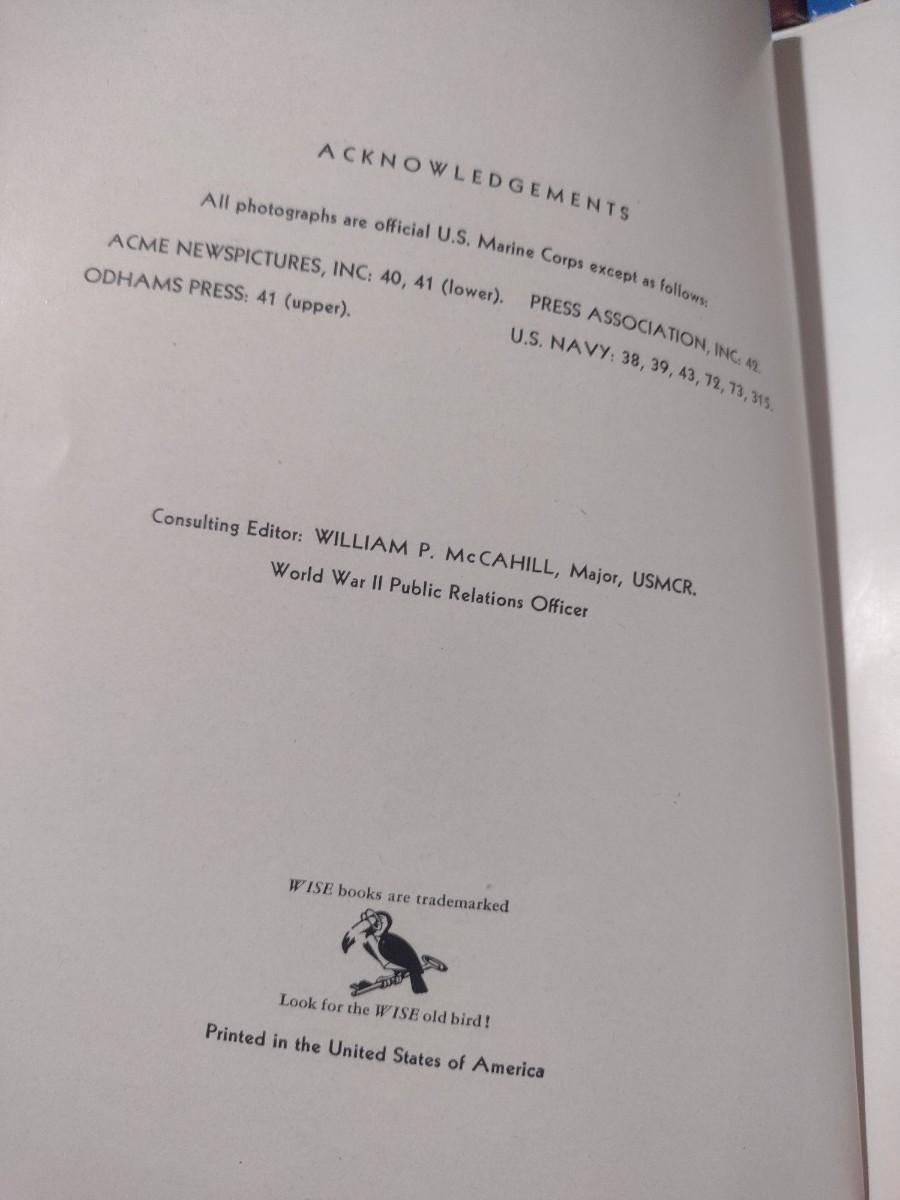 ACKNOWLEDGEMENTS
All photographs are official U.S. Marine Corps except as follows:
ACME NEWSPICTURES, INC: 40, 41 (lower).
ODHAMS PRESS: 41 (upper).
PRESS ASSOCIATION, INC: 42.
U.S. NAVY: 38, 39, 43, 72, 73, 315.
Consulting Editor: WILLIAM P. McCAHILL, Major, USMCR.
World War II Public Relations Officer
WISE books are trademarked
Look for the WISE old bird!
Printed in the United States of America